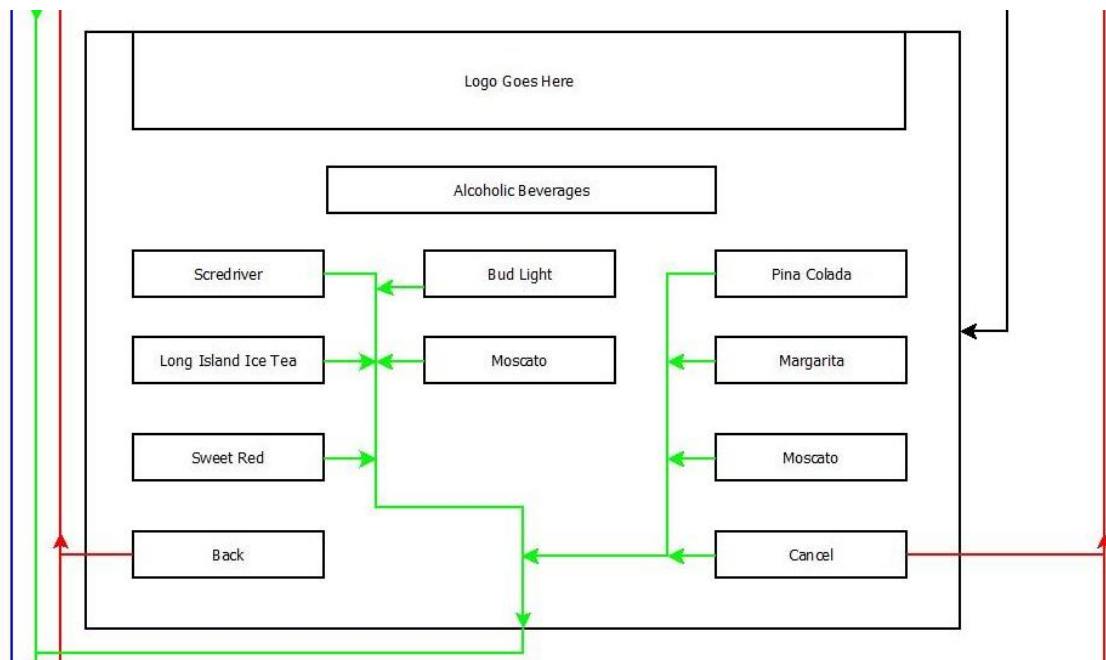 Logo Goes Here
Alcoholic Beverages
Scredriver
Bud Light
Pina Colada
Long Island Ice Tea
Moscato
Margarita
Sweet Red
Moscato
Back
Cancel